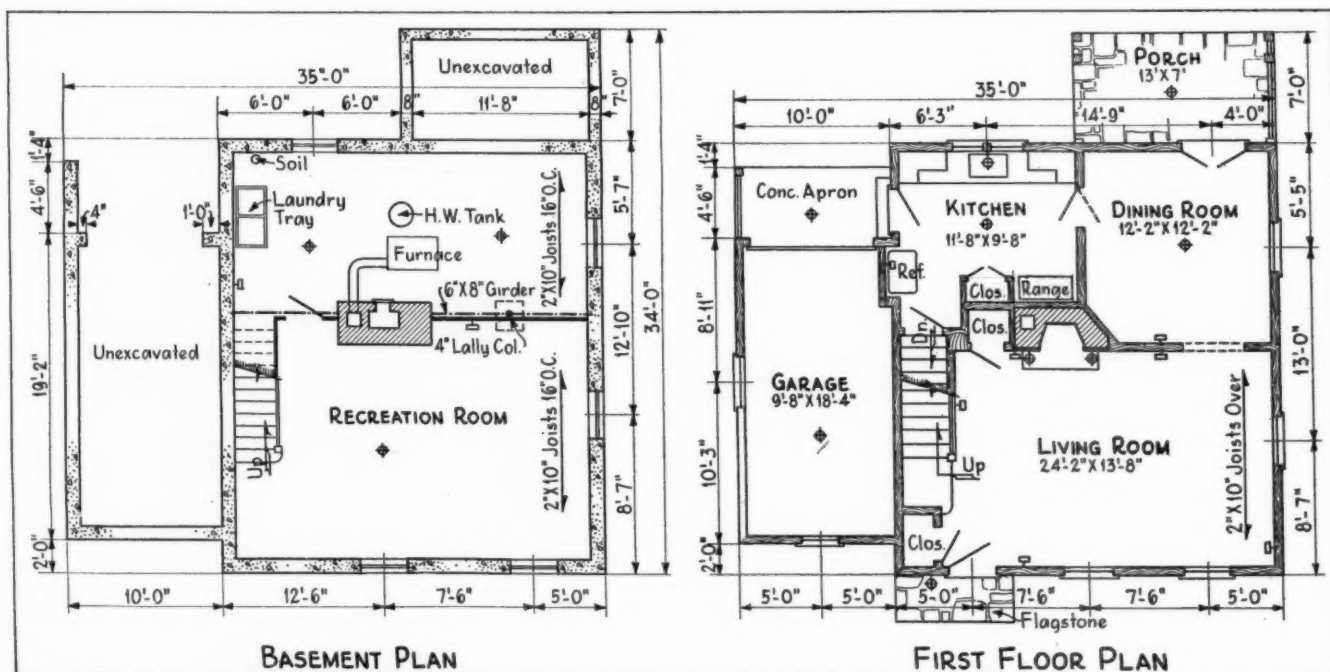 Unexcavated
35'-0"
6'-0" 6'-0" 8" 11'-8" 8"
7'-0"
1'-4"
4'-6"
4"
1'-0"
19'-2"
2'-0"
Soil
Laundry
Tray
H.W. Tank
Furnace
2"X10" Joists 16"O.C.
6"X8" Girder
4" Lally Col.
5'-7"
12'-10"
34'-0"
8'-7"
Unexcavated
RECREATION ROOM
2"X10" Joists 16"O.C.
Up
10'-0" 12'-6" 7'-6" 5'-0"
BASEMENT PLAN
PORCH
13'X7'
35'-0"
10'-0" 6'-3" 14'-9" 4'-0"
7'-0"
1'-4"
4'-6"
8'-11"
10'-3"
2'-0"
Conc. Apron
KITCHEN
11'-8"X9'-8"
DINING ROOM
12'-2"X12'-2"
Ref.
Clos.
Range
Clos.
Dn.
5'-5"
13'-0"
8'-7"
GARAGE
9'-8"X18'-4"
LIVING ROOM
24'-2"X13'-8"
Up
2"X10" Joists Over
Clos.
5'-0" 5'-0" 5'-0" 7'-6" 7'-6" 5'-0"
Flagstone
FIRST FLOOR PLAN